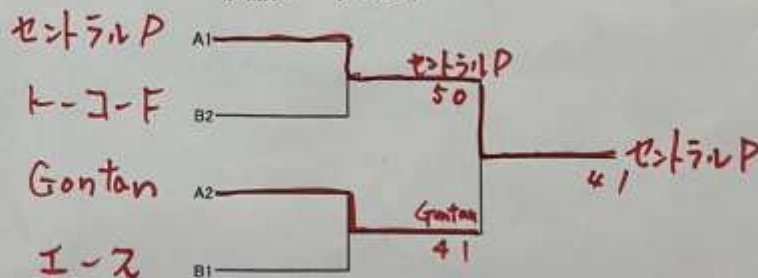 セントラルP A1
セントラルP
50
トーコード B2
セントラルP
41
Gontan A2
Gontan
41
エース B1